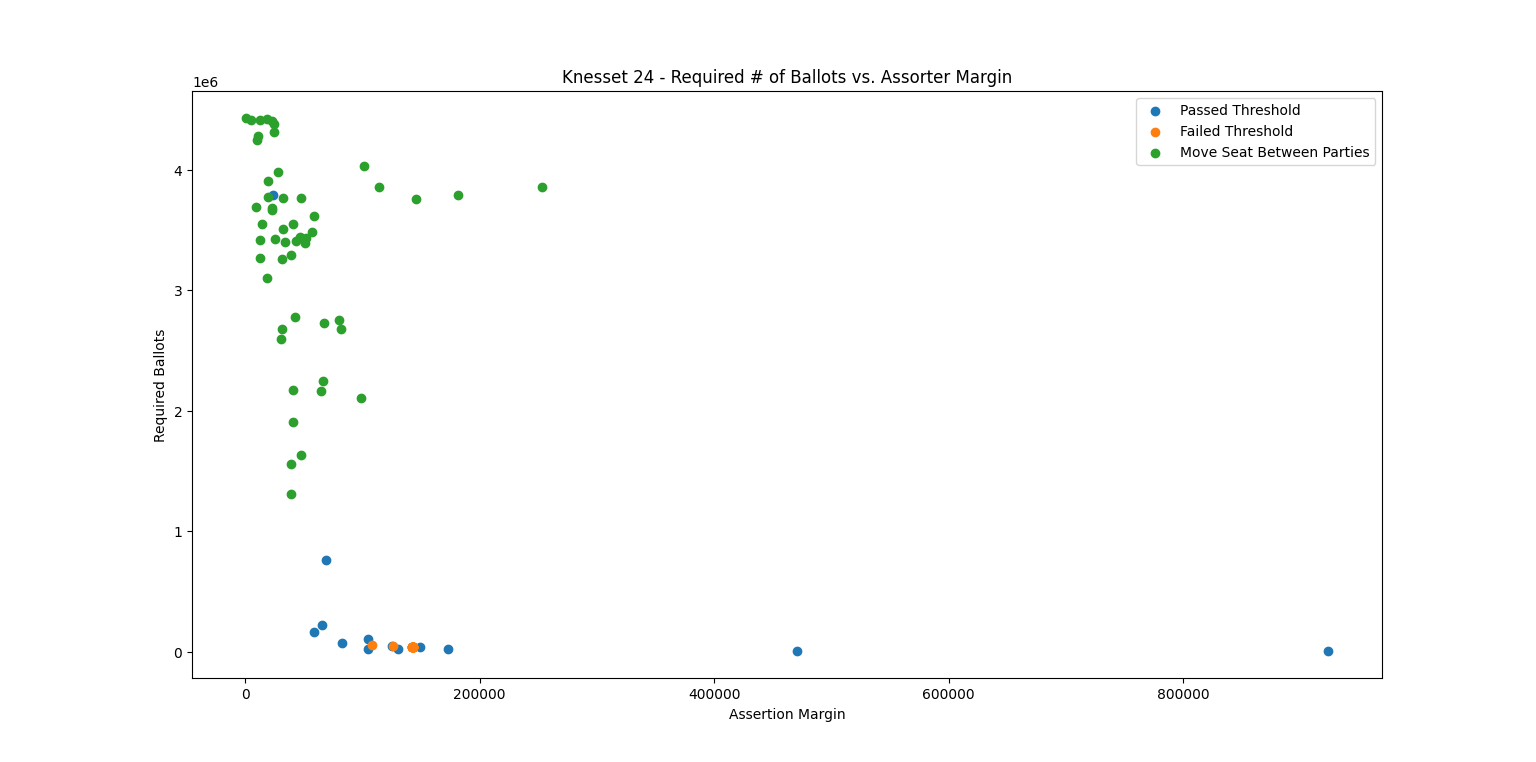 Knesset 24 - Required # of Ballots vs. Assorter Margin
1e6
Passed Threshold
Failed Threshold
Move Seat Between Parties
4
3
2
1
0
Required Ballots
0
200000
400000
600000
800000
Assertion Margin